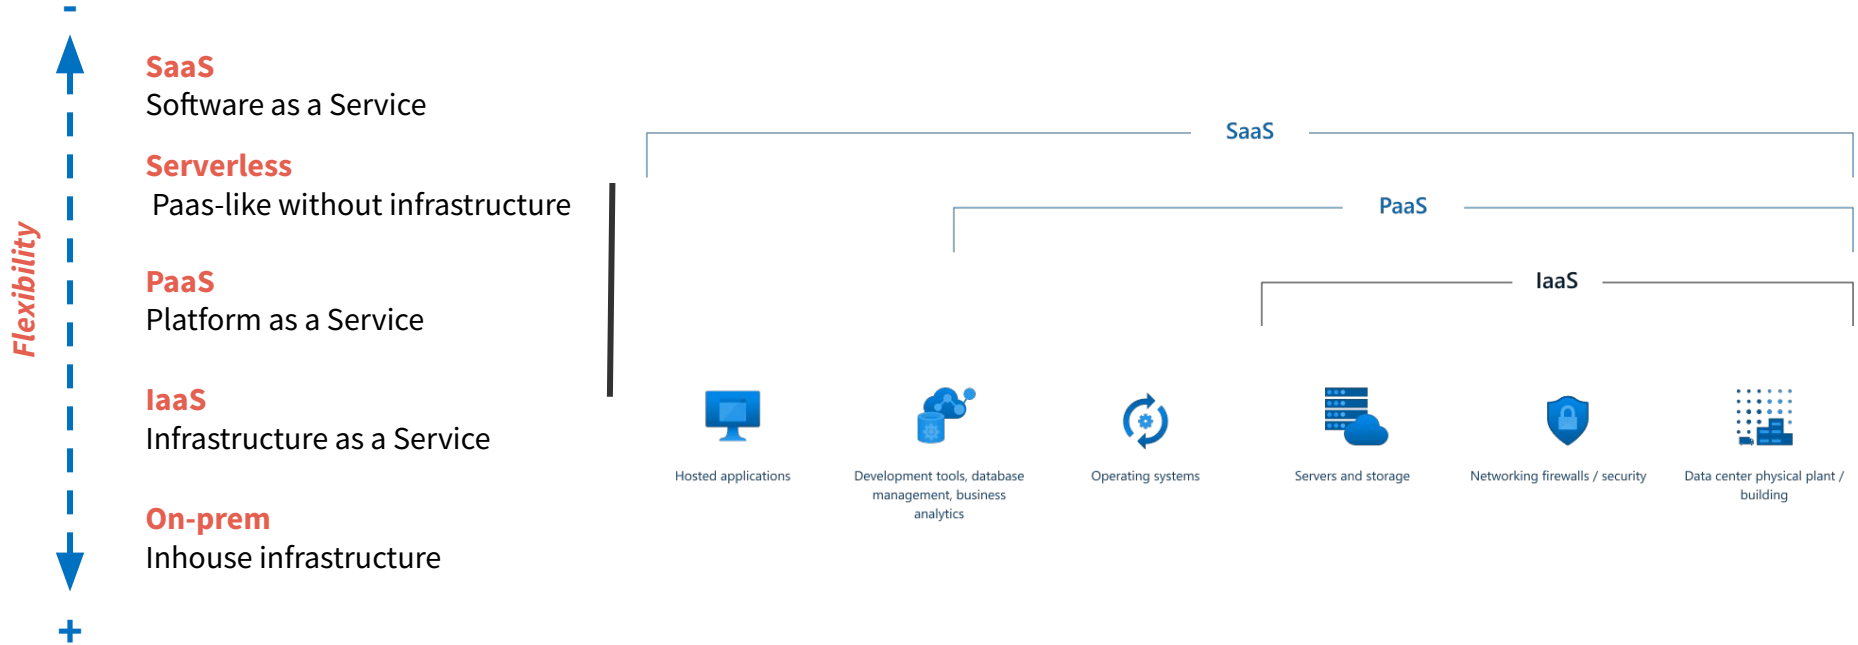 -
Flexibility
+
SaaS
Software as a Service
Serverless
Paas-like without infrastructure
PaaS
Platform as a Service
IaaS
Infrastructure as a Service
On-prem
Inhouse infrastructure
SaaS
PaaS
IaaS
Hosted applications
Development tools, database
management, business
analytics
Operating systems
Servers and storage
Networking firewalls / security
Data center physical plant /
building